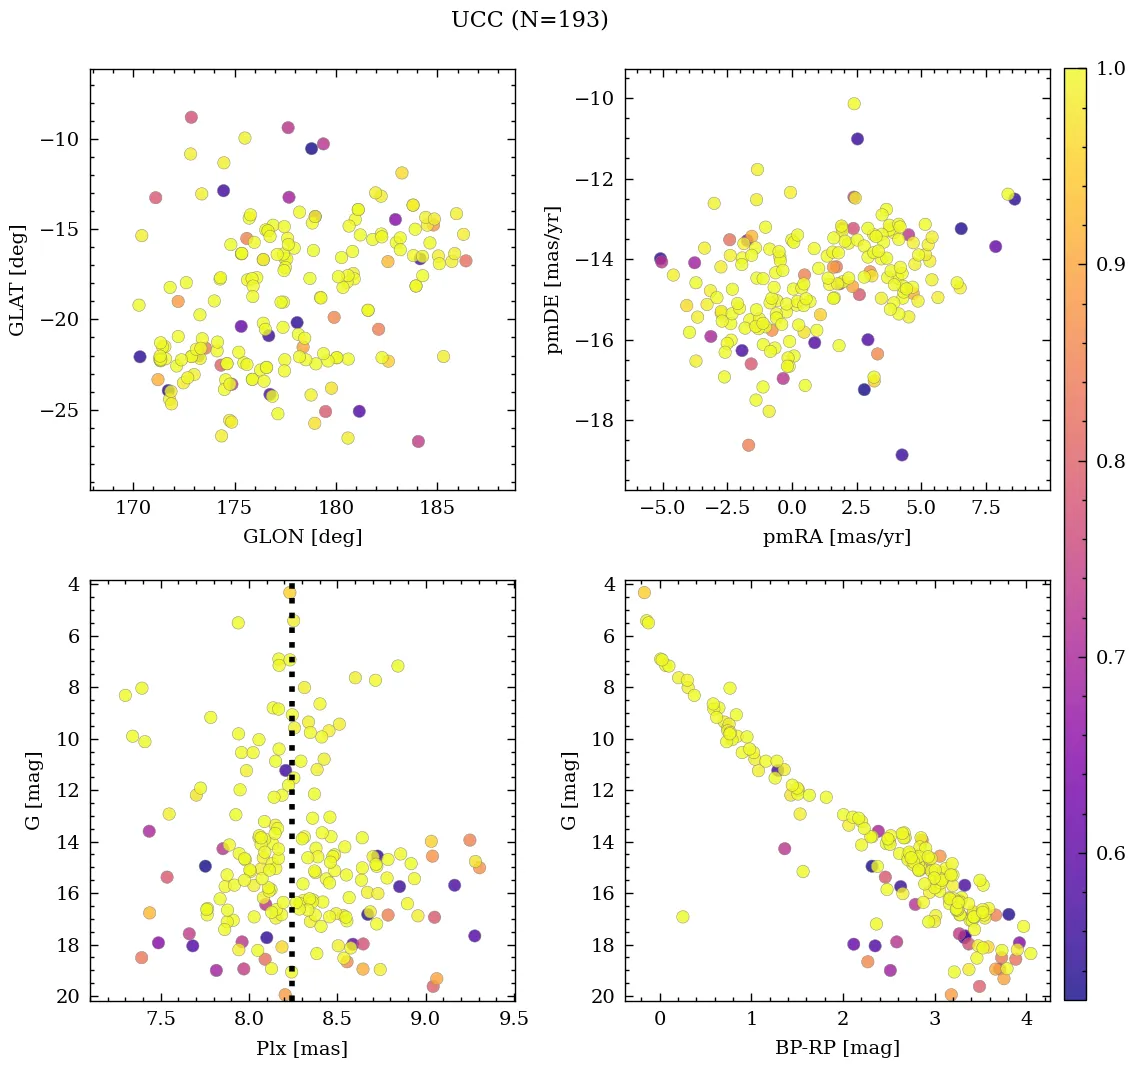 UCC (N=193)
−10
−15
−20
−25
GLAT [deg]
170 175 180 185
GLON [deg]
−10
−12
−14
−16
−18
pmDE [mas/yr]
−5.0 −2.5 0.0 2.5 5.0 7.5
pmRA [mas/yr]
1.0
0.9
0.8
0.7
0.6
4
6
8
10
12
14
16
18
20
G [mag]
7.5 8.0 8.5 9.0 9.5
Plx [mas]
4
6
8
10
12
14
16
18
20
G [mag]
0 1 2 3 4
BP-RP [mag]